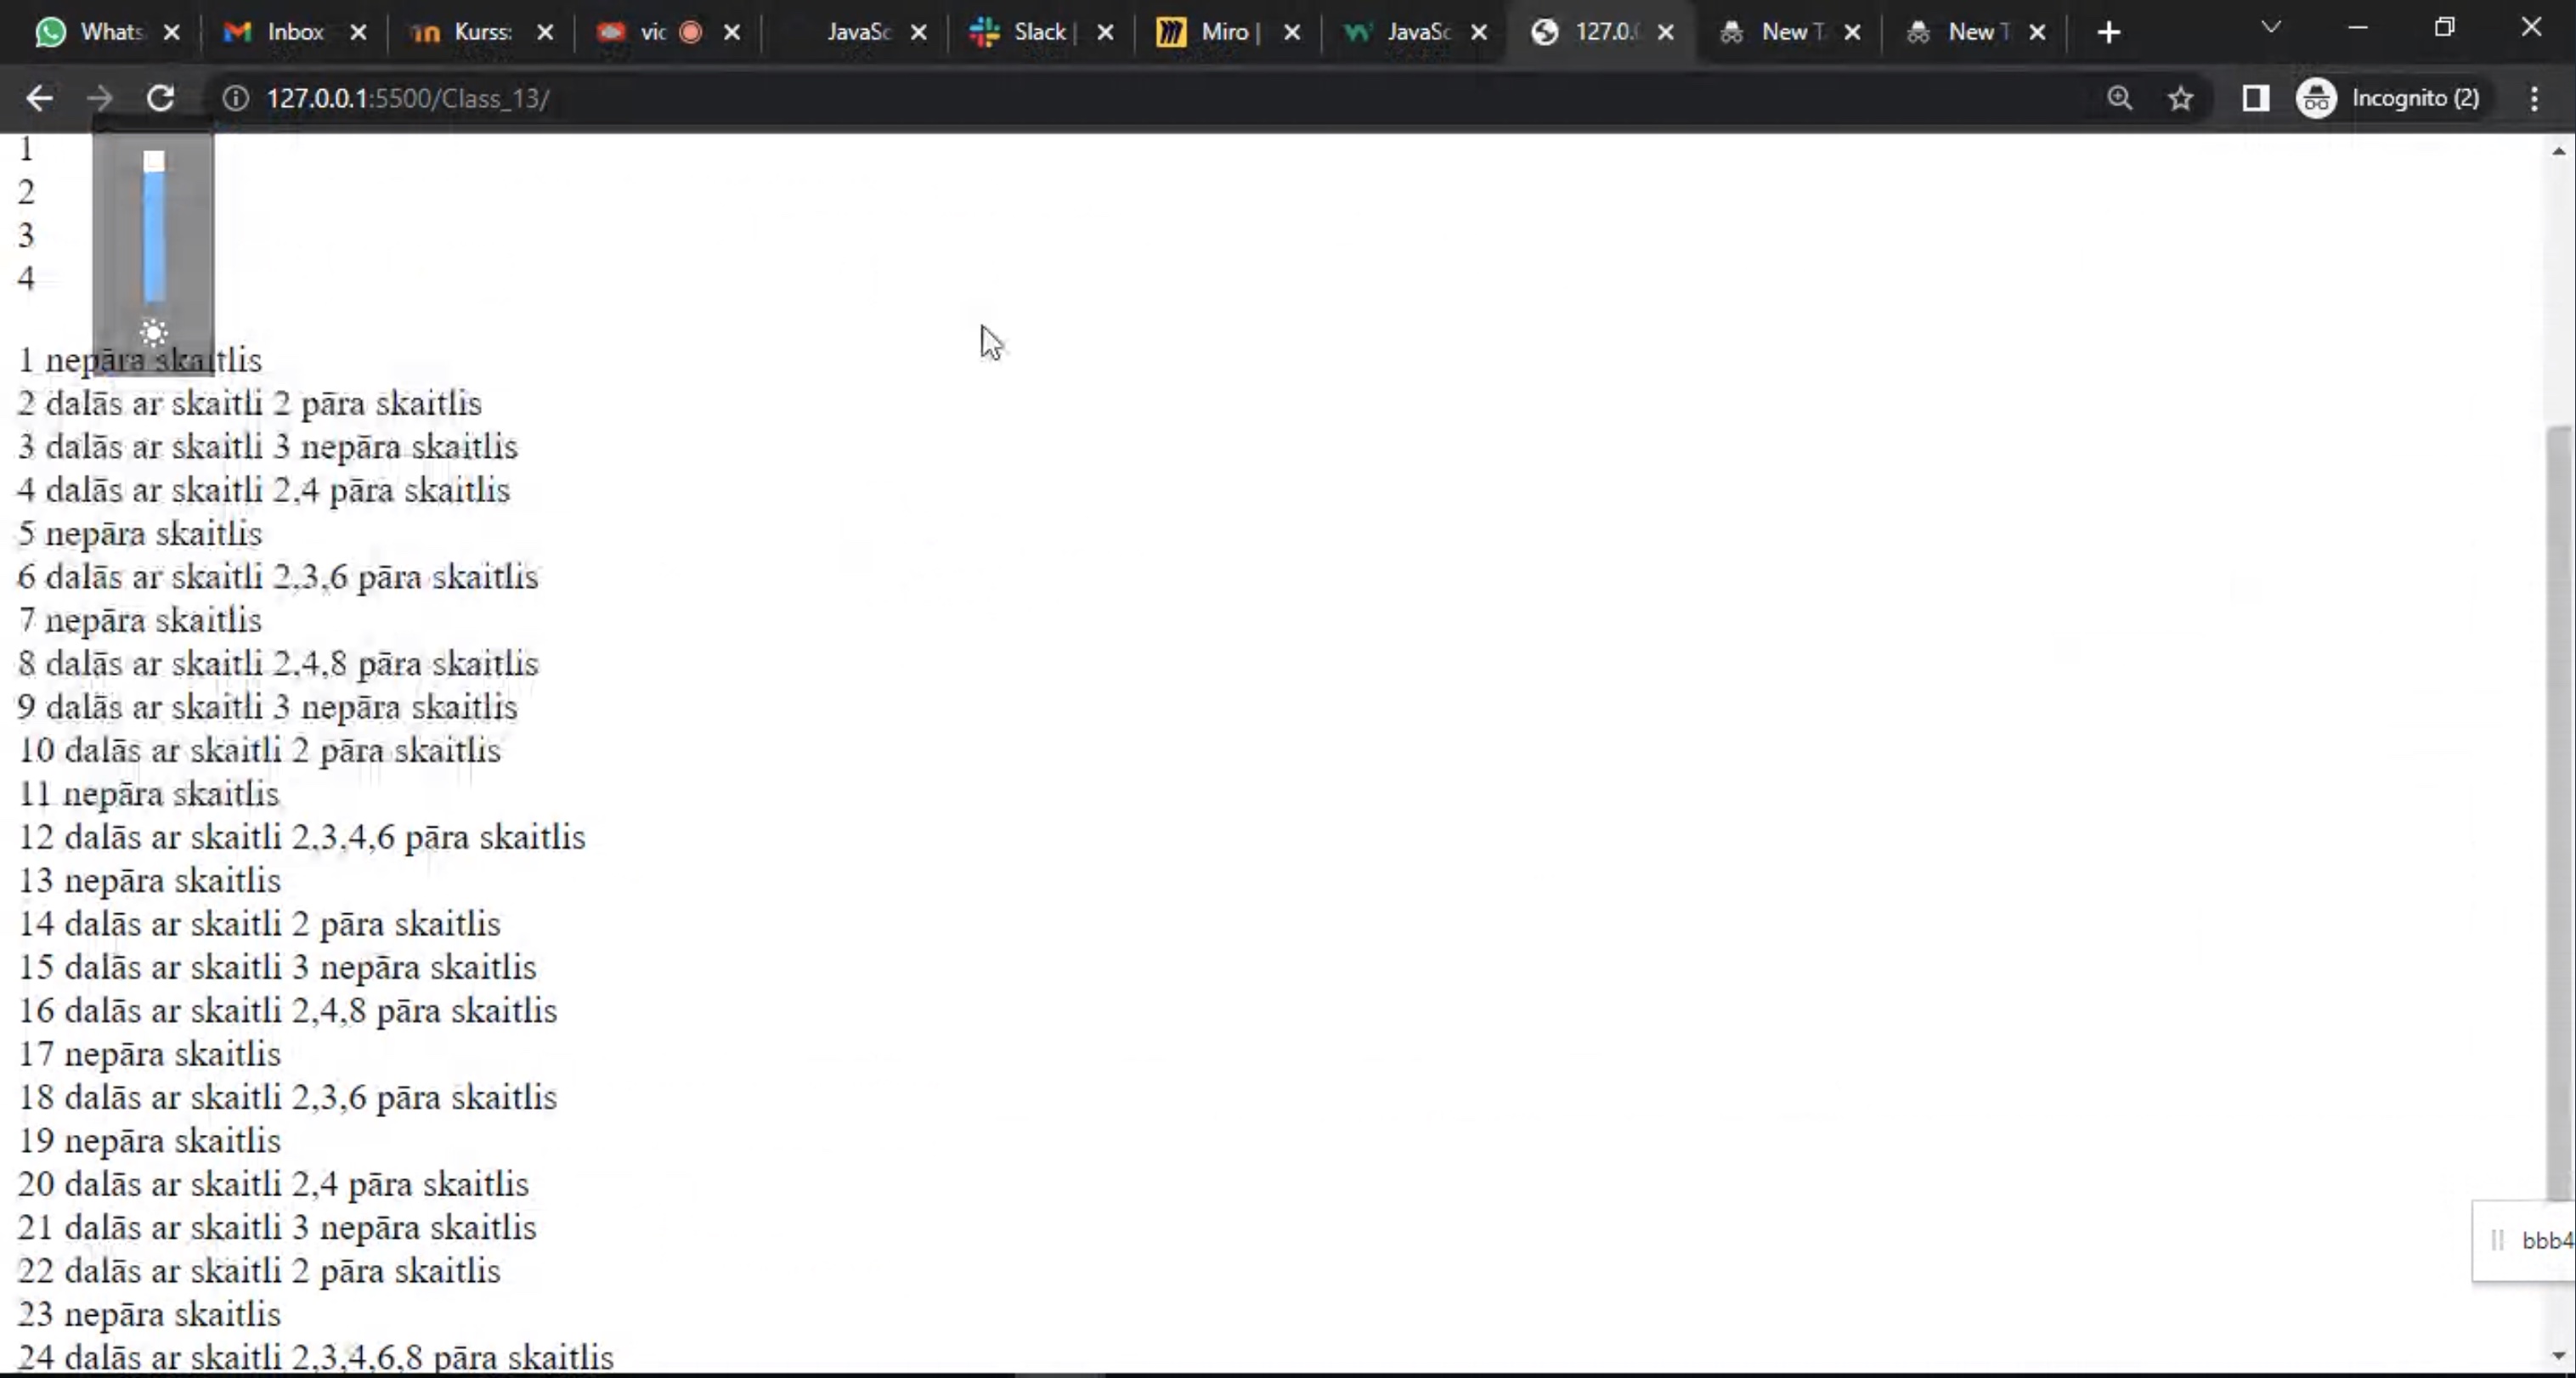 Whats
Inbox
Kurss:
vic
JavaSc
Slack |
Miro |
JavaSc
127.0.
New T
New T
127.0.0.1:5500/Class_13/
Incognito (2)
1
2
3
4
1 nepāra skaitlis
2 dalās ar skaitli 2 pāra skaitlis
3 dalās ar skaitli 3 nepāra skaitlis
4 dalās ar skaitli 2,4 pāra skaitlis
5 nepāra skaitlis
6 dalās ar skaitli 2,3,6 pāra skaitlis
7 nepāra skaitlis
8 dalās ar skaitli 2,4,8 pāra skaitlis
9 dalās ar skaitli 3 nepāra skaitlis
10 dalās ar skaitli 2 pāra skaitlis
11 nepāra skaitlis
12 dalās ar skaitli 2,3,4,6 pāra skaitlis
13 nepāra skaitlis
14 dalās ar skaitli 2 pāra skaitlis
15 dalās ar skaitli 3 nepāra skaitlis
16 dalās ar skaitli 2,4,8 pāra skaitlis
17 nepāra skaitlis
18 dalās ar skaitli 2,3,6 pāra skaitlis
19 nepāra skaitlis
20 dalās ar skaitli 2,4 pāra skaitlis
21 dalās ar skaitli 3 nepāra skaitlis
22 dalās ar skaitli 2 pāra skaitlis
bbb4
23 nepāra skaitlis
24 dalās ar skaitli 2,3,4,6,8 pāra skaitlis